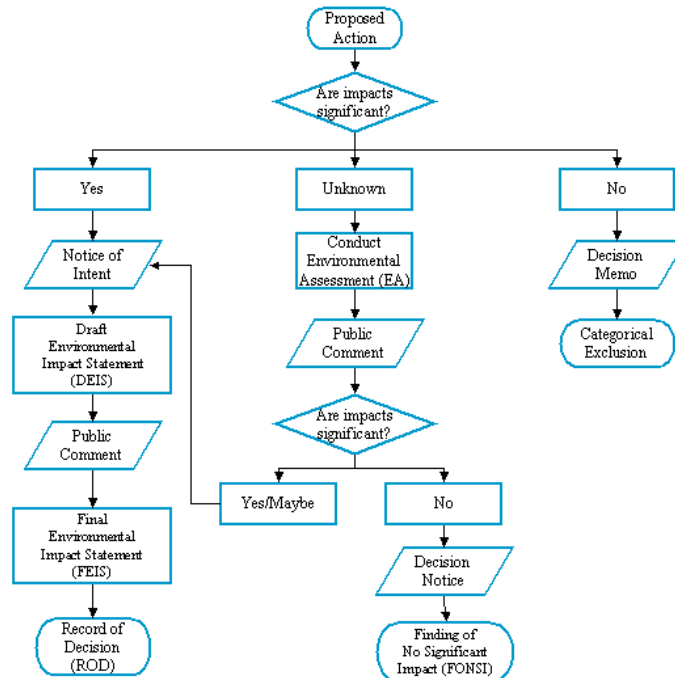 Proposed
Action
Are impacts
significant?
Yes
Unknown
No
Notice of
Intent
Conduct
Environmental
Assessment (EA)
Decision
Memo
Draft
Environmental
Impact Statement
(DEIS)
Public
Comment
Categorical
Exclusion
Public
Comment
Are impacts
significant?
Final
Environmental
Impact Statement
(FEIS)
Yes/Maybe
No
Decision
Notice
Record of
Decision
(ROD)
Finding of
No Significant
Impact (FONSI)